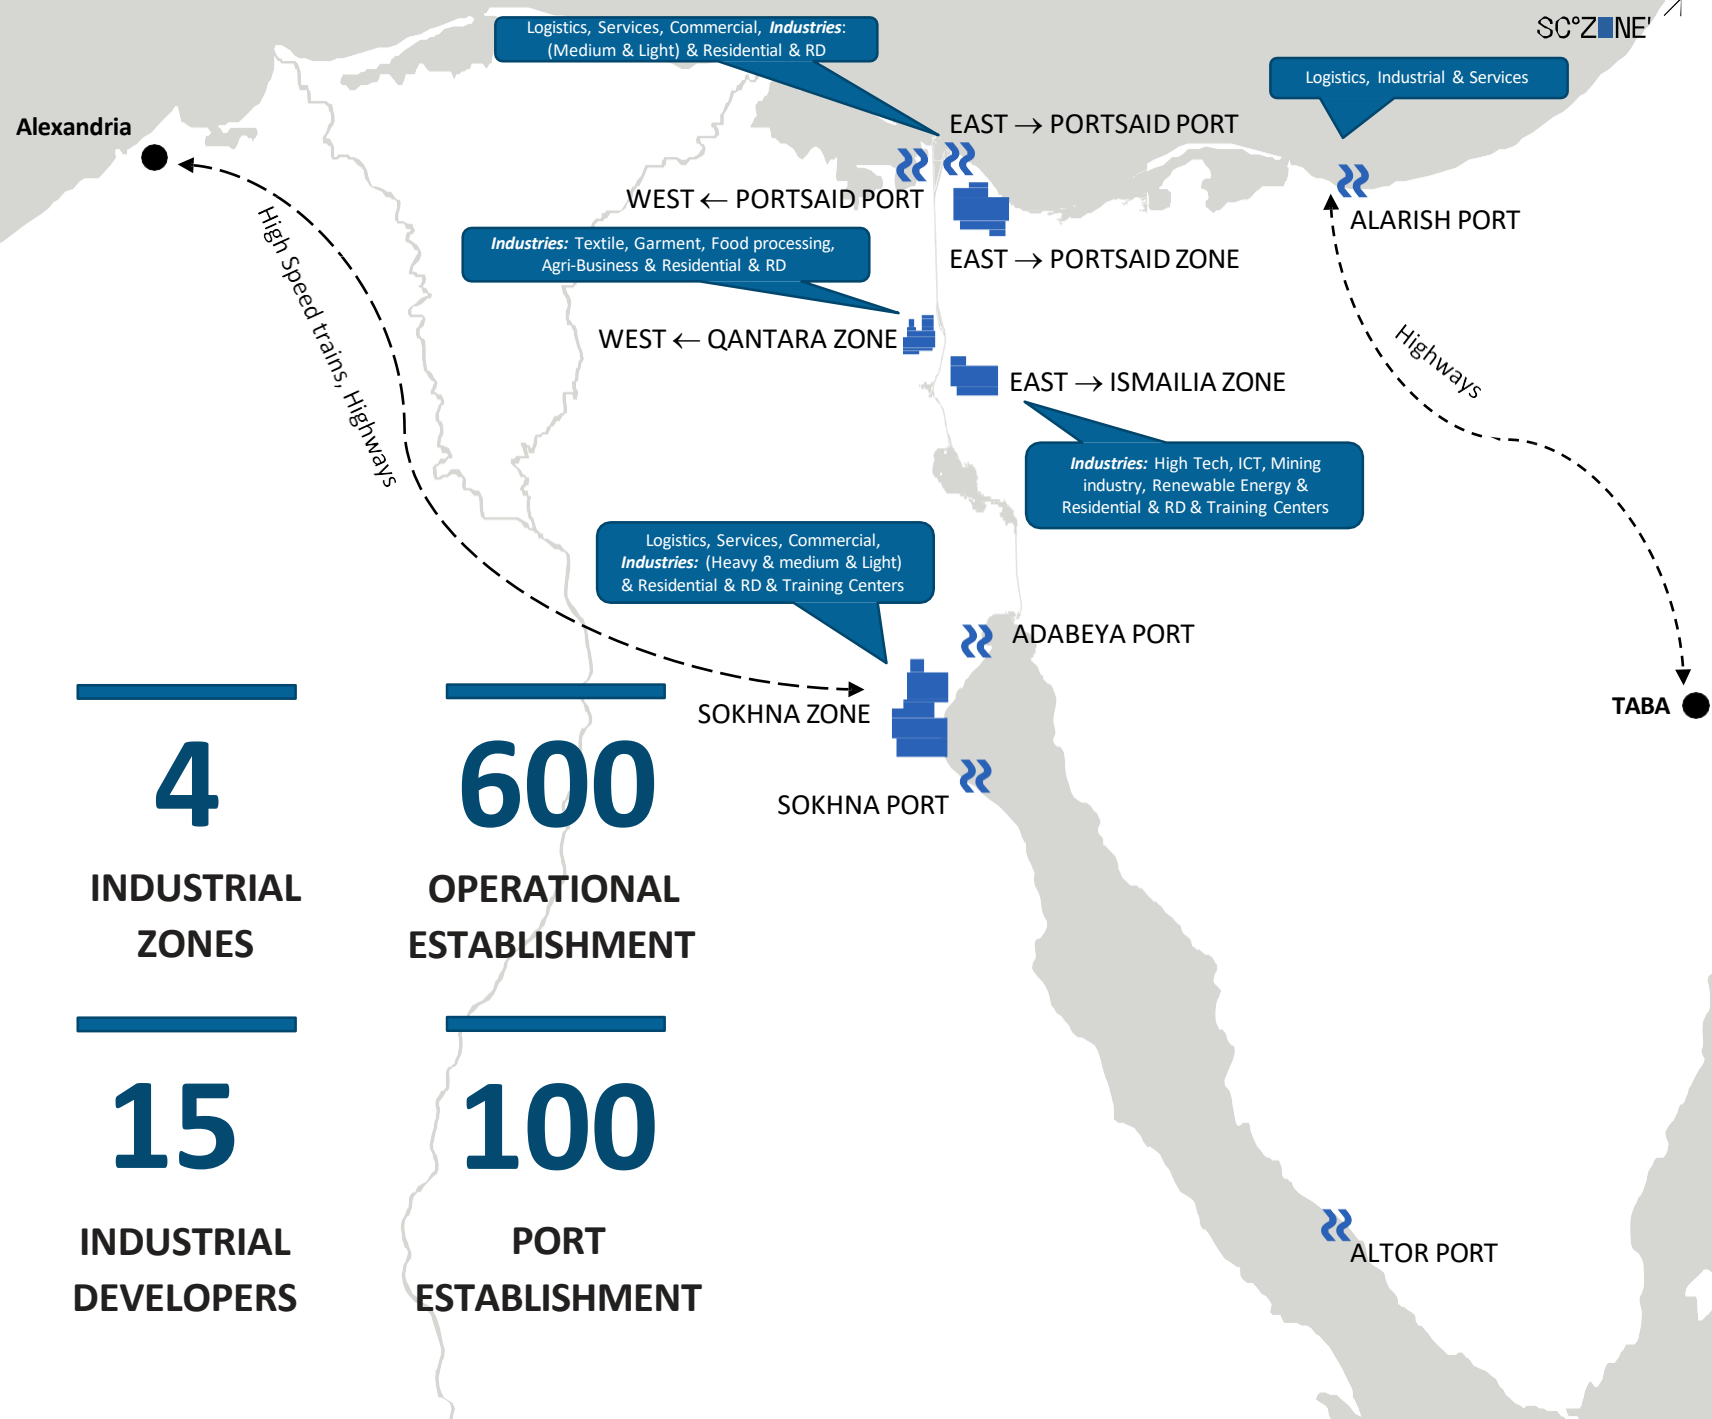 Logistics, Services, Commercial, Industries:
(Medium & Light) & Residential & RD
SC°Z■NE
Logistics, Industrial & Services
Alexandria
EAST → PORTSAID PORT
WEST ← PORTSAID PORT
ALARISH PORT
Industries: Textile, Garment, Food processing,
Agri-Business & Residential & RD
EAST → PORTSAID ZONE
High Speed trains, Highways
WEST ← QANTARA ZONE
Highways
EAST → ISMAILIA ZONE
Industries: High Tech, ICT, Mining
industry, Renewable Energy &
Residential & RD & Training Centers
Logistics, Services, Commercial,
Industries: (Heavy & medium & Light)
& Residential & RD & Training Centers
ADABEYA PORT
SOKHNA ZONE
TABA
SOKHNA PORT
4
INDUSTRIAL
ZONES
600
OPERATIONAL
ESTABLISHMENT
15
INDUSTRIAL
DEVELOPERS
100
PORT
ESTABLISHMENT
ALTOR PORT